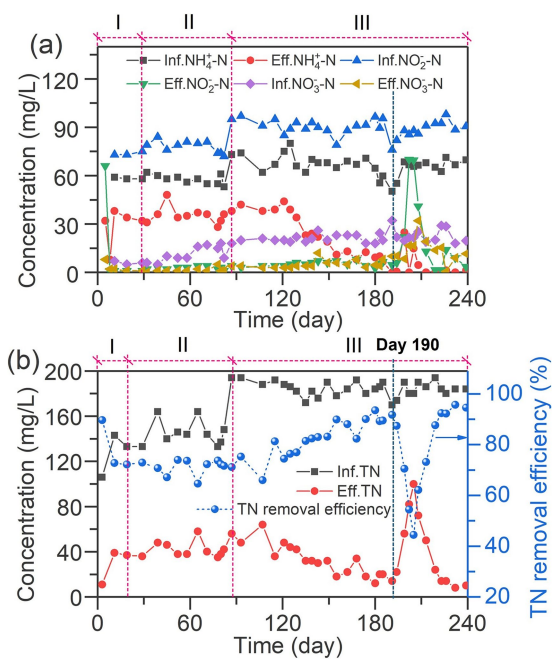 I II III
(a)
Inf.NH₄⁺-N Eff.NH₄⁺-N Inf.NO₂⁻-N
Eff.NO₂⁻-N Inf.NO₃⁻-N Eff.NO₃⁻-N
Concentration (mg/L)
120
90
60
30
0
0 60 120 180 240
Time (day)
(b)
I II III Day 190
Concentration (mg/L)
200
160
120
80
40
0
100
80
60
40
20
TN removal efficiency (%)
Inf.TN
Eff.TN
TN removal efficiency
0 60 120 180 240
Time (day)